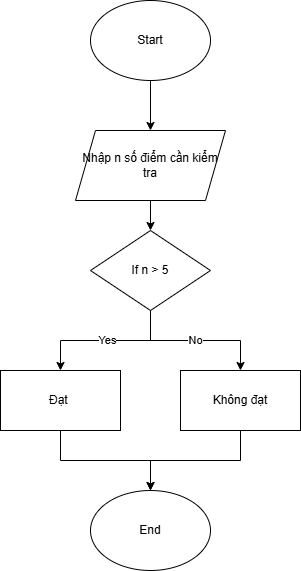 Start
Nhập n số điểm cần kiểm
tra
If n > 5
Yes
No
Đạt
Không đạt
End